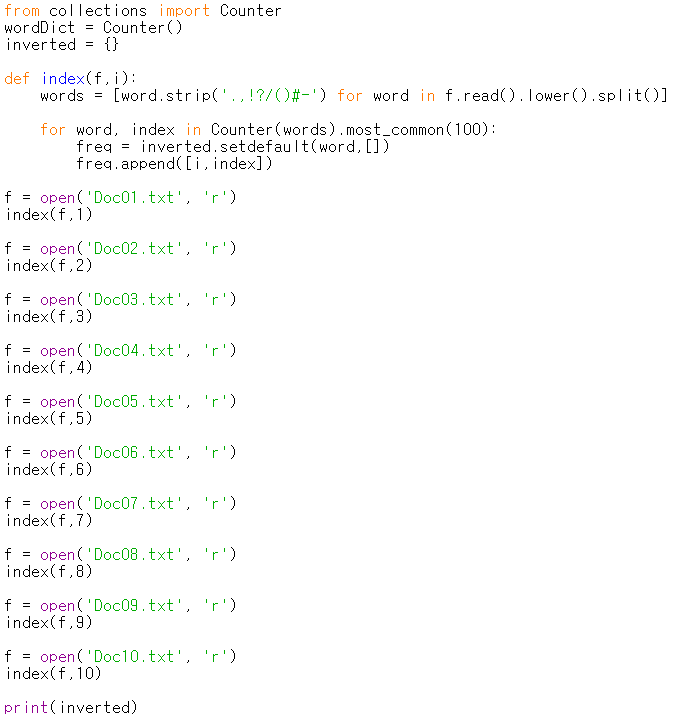 from collections import Counter
wordDict = Counter()
inverted = {}

def index(f,i):
    words = [word.strip('.,!?/()#-') for word in f.read().lower().split()]

    for word, index in Counter(words).most_common(100):
        freq = inverted.setdefault(word,[])
        freq.append([i,index])

f = open('Doc01.txt', 'r')
index(f,1)

f = open('Doc02.txt', 'r')
index(f,2)

f = open('Doc03.txt', 'r')
index(f,3)

f = open('Doc04.txt', 'r')
index(f,4)

f = open('Doc05.txt', 'r')
index(f,5)

f = open('Doc06.txt', 'r')
index(f,6)

f = open('Doc07.txt', 'r')
index(f,7)

f = open('Doc08.txt', 'r')
index(f,8)

f = open('Doc09.txt', 'r')
index(f,9)

f = open('Doc10.txt', 'r')
index(f,10)

print(inverted)